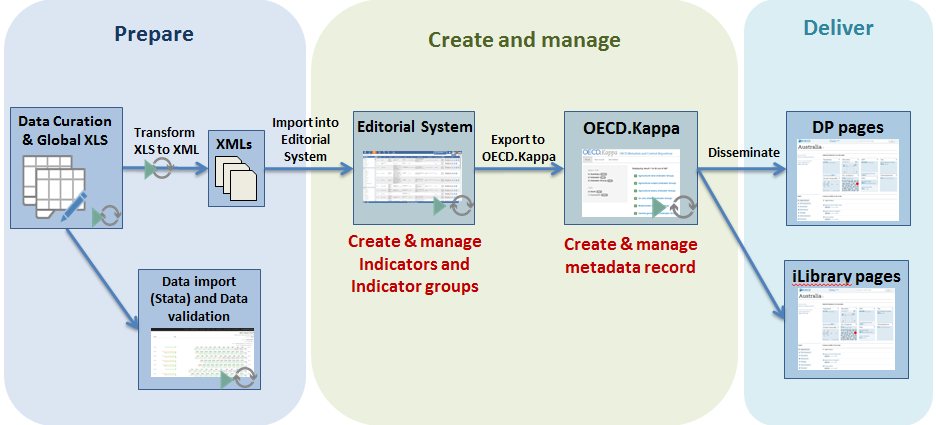 Prepare
Create and manage
Deliver
Data Curation
& Global XLS
Transform
XLS to XML
XMLs
Import into
Editorial
System
Editorial System
Export to
OECD.Kappa
OECD.Kappa
OECD.Kappa
Disseminate
DP pages
Australia
Create & manage
Indicators and
Indicator groups
Create & manage
metadata record
Data import
(Stata) and Data
validation
iLibrary pages
Australia